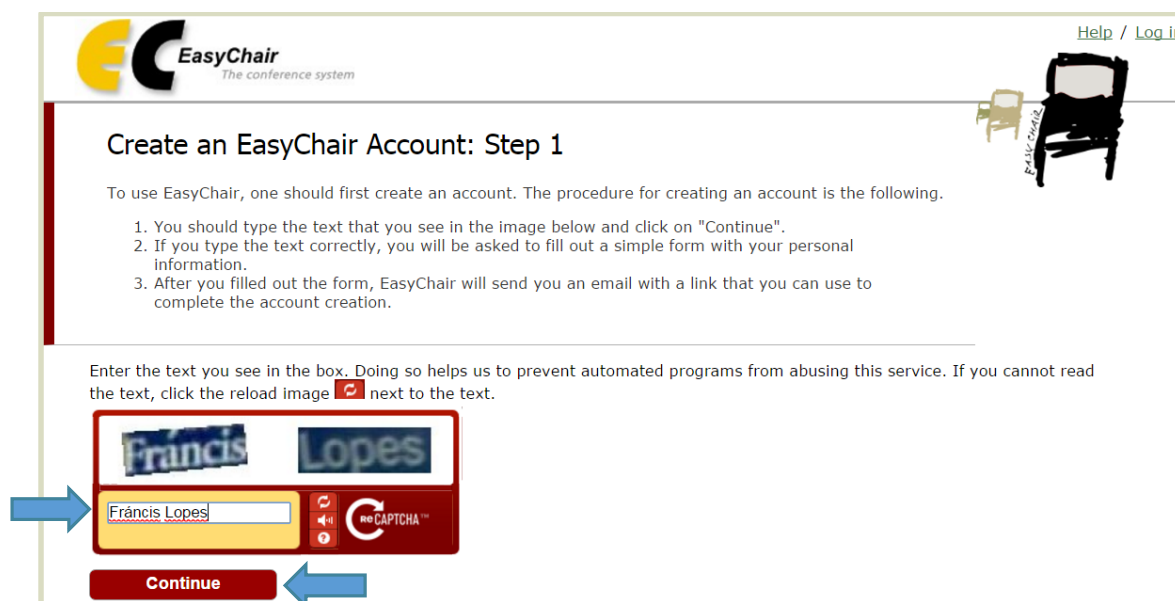 EC EasyChair
The conference system
Help / Log in
EASY CHAIR
Create an EasyChair Account: Step 1
To use EasyChair, one should first create an account. The procedure for creating an account is the following.
1. You should type the text that you see in the image below and click on "Continue".
2. If you type the text correctly, you will be asked to fill out a simple form with your personal
information.
3. After you filled out the form, EasyChair will send you an email with a link that you can use to
complete the account creation.
Enter the text you see in the box. Doing so helps us to prevent automated programs from abusing this service. If you cannot read
the text, click the reload image next to the text.
Fráncis Lopes
Fráncis Lopes
?
reCAPTCHA™
Continue